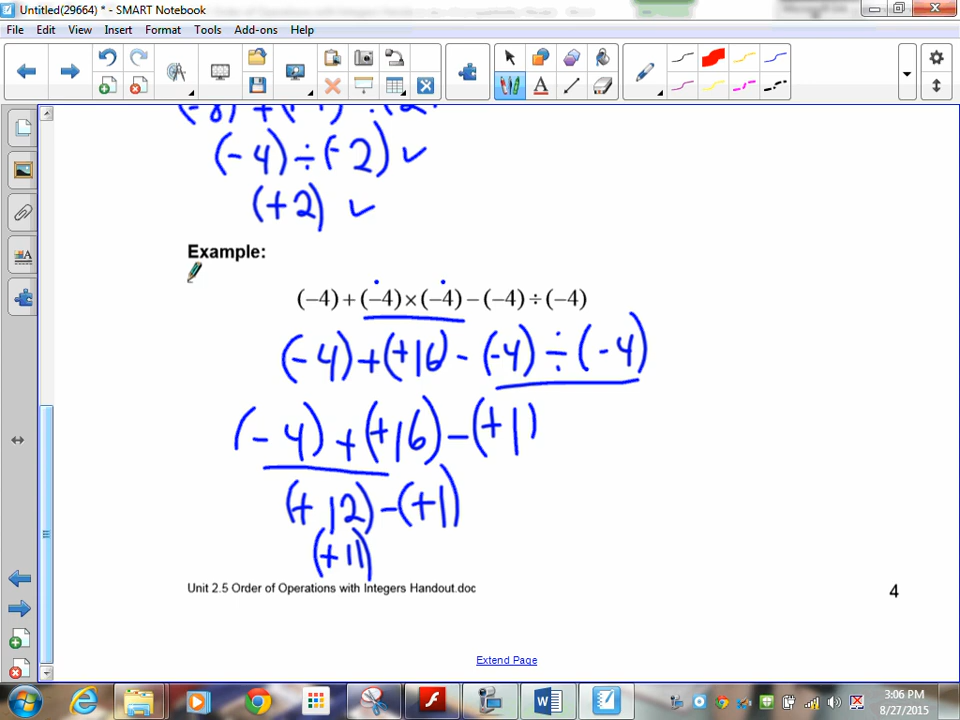 Untitled(29664) * - SMART Notebook
File Edit View Insert Format Tools Add-ons Help
(-4) ÷ (-2) ✓
(+2) ✓
Example:
(−4) + (−4) × (−4) − (−4) ÷ (−4)
(-4) + (+16) - (-4) ÷ (-4)
(-4) + (+16) - (+1)
(+12) - (+1)
(+11)
Unit 2.5 Order of Operations with Integers Handout.doc
4
Extend Page
3:06 PM
8/27/2015